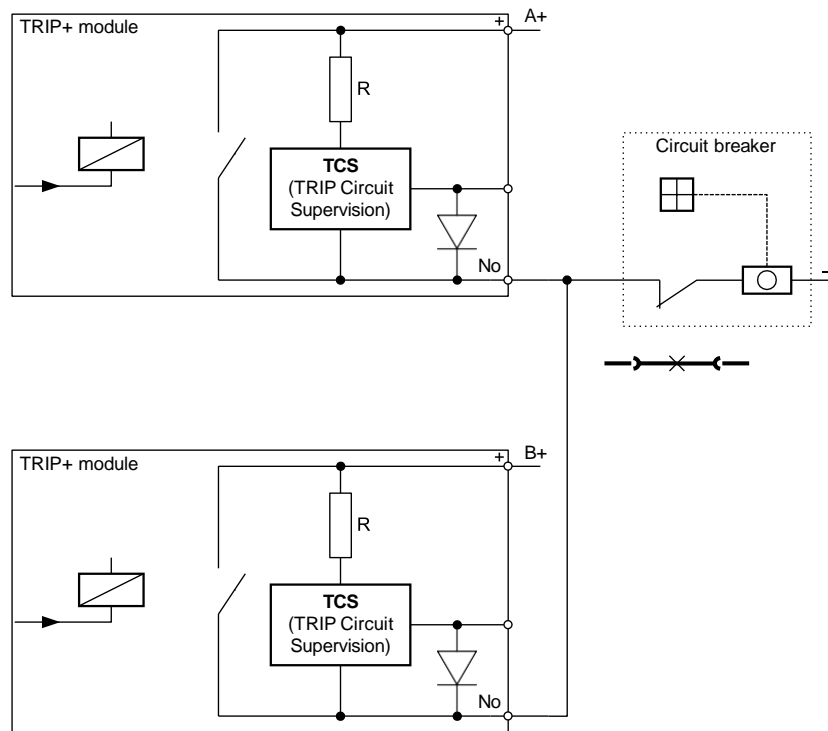 TRIP+ module
+ A+
R
TCS
(TRIP Circuit
Supervision)
No
Circuit breaker
-
TRIP+ module
+ B+
R
TCS
(TRIP Circuit
Supervision)
No